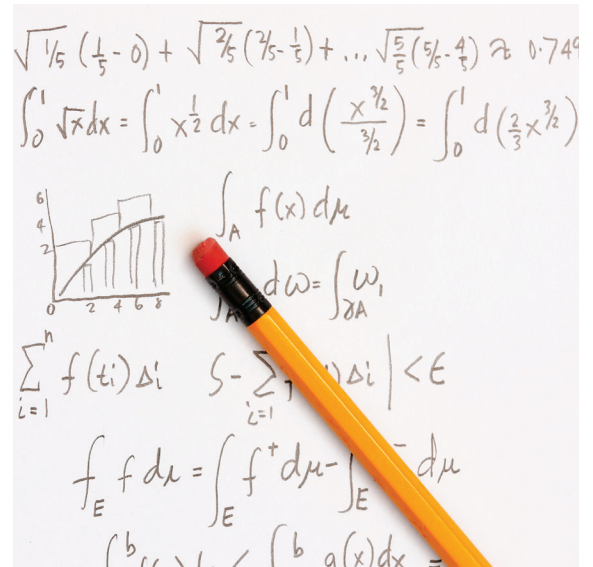 √1/5 (1/5 - 0) + √2/5 (2/5 - 1/5) + ... √5/5 (5/5 - 4/5) ≈ 0.749
∫₀¹ √x dx = ∫₀¹ x^½ dx = ∫₀¹ d(x^3/2 / 3/2) = ∫₀¹ d(2/3 x^3/2)
6
4
2
0 2 4 6 8
∫_A f(x) dμ
∫_A dω = ∫_∂A ω,
∑_{i=1}^n f(ti) Δi
S - ∑_{i=1} ) Δi | < ε
∫_E f dμ = ∫_E f⁺ dμ - ∫_E ⁻ dμ
∫^b ∫^b g(x) dx =